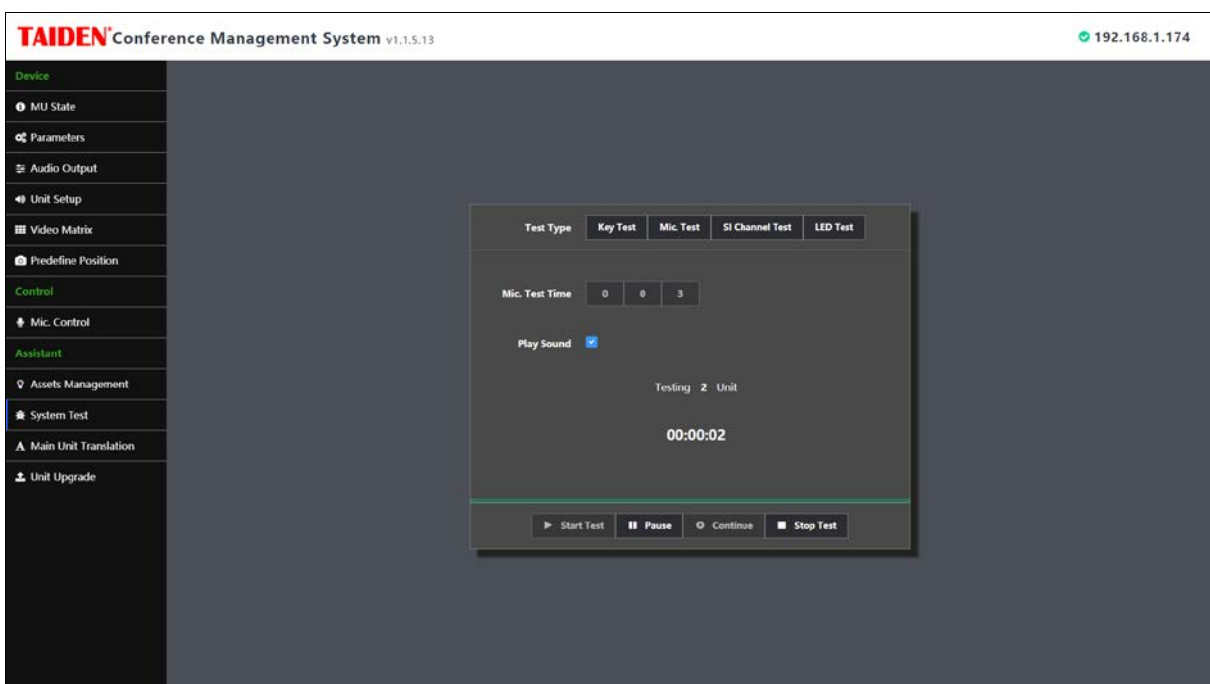 TAIDEN® Conference Management System v1.1.5.13
192.168.1.174
Device
MU State
Parameters
Audio Output
Unit Setup
Video Matrix
Predefine Position
Control
Mic. Control
Assistant
Assets Management
System Test
Main Unit Translation
Unit Upgrade
Test Type Key Test Mic. Test SI Channel Test LED Test
Mic. Test Time 0 0 3
Play Sound
Testing 2 Unit
00:00:02
Start Test Pause Continue Stop Test